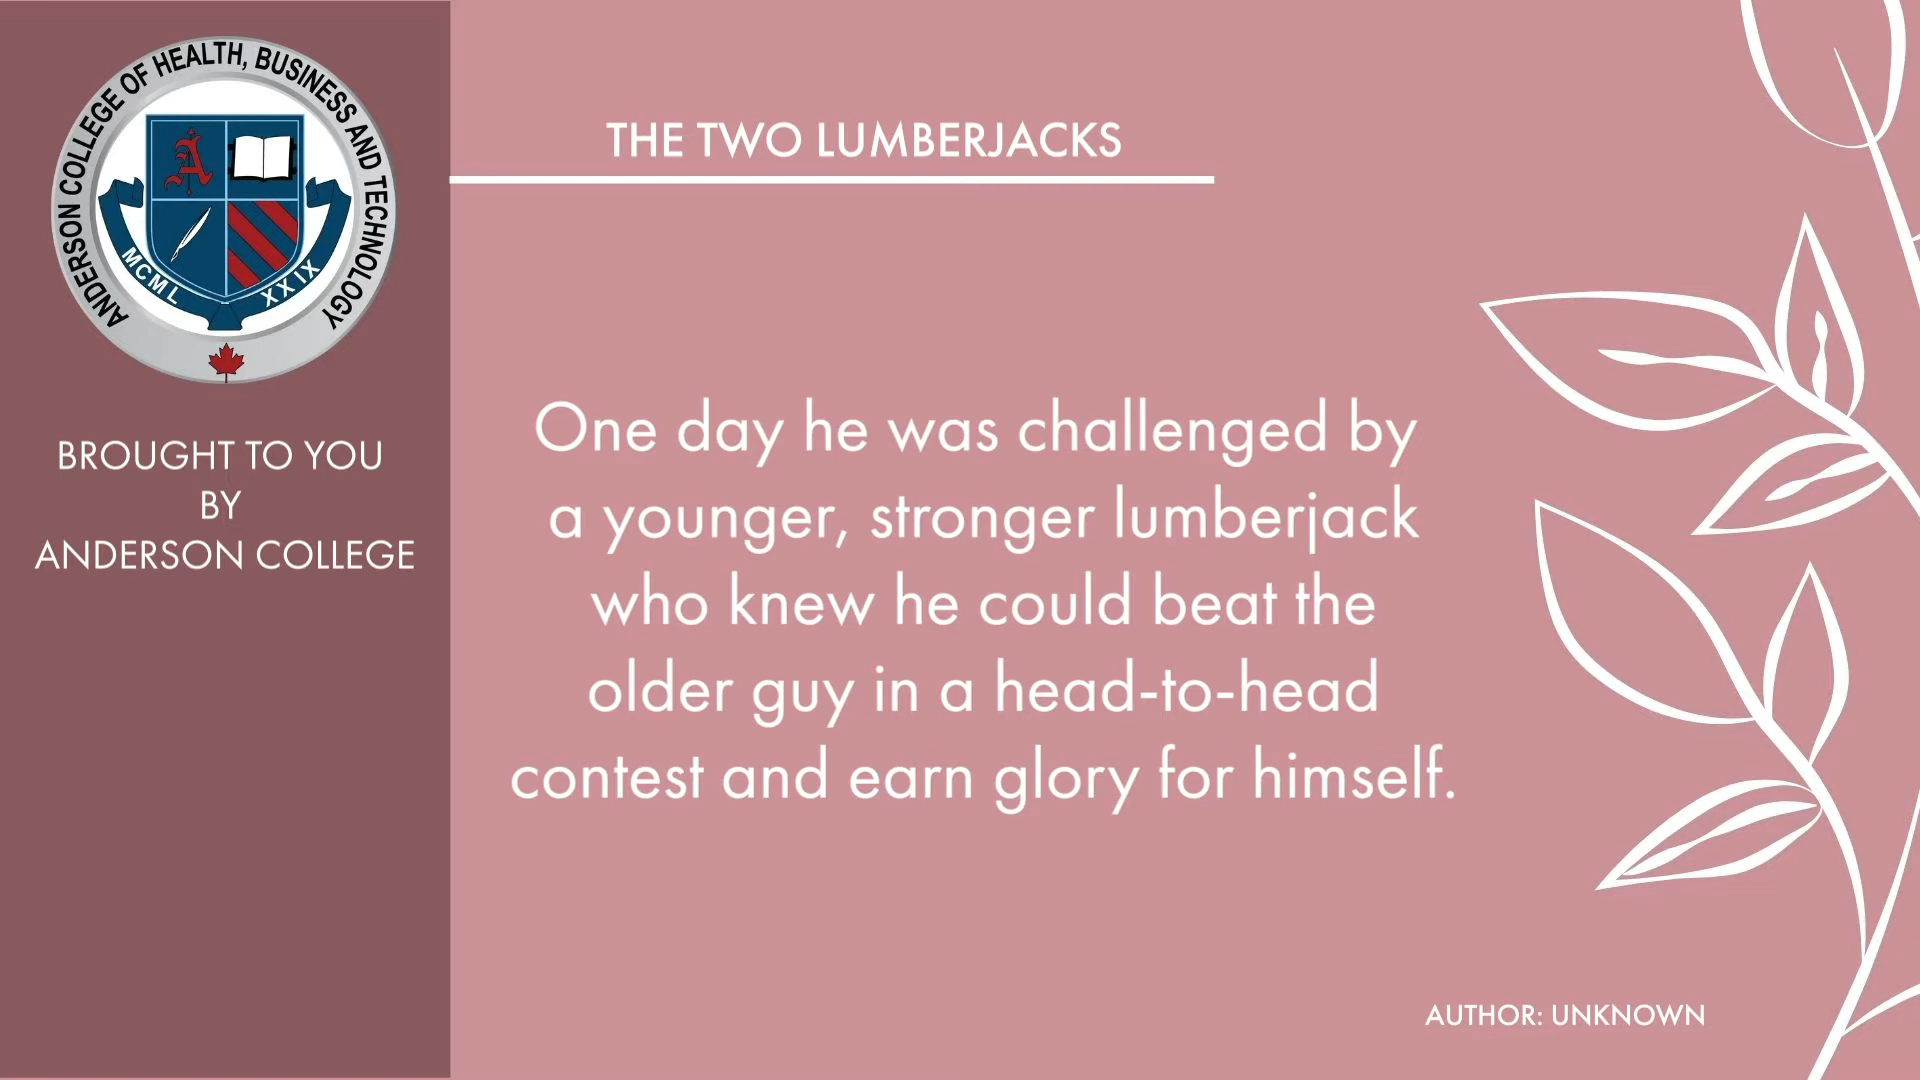 ANDERSON COLLEGE OF HEALTH, BUSINESS AND TECHNOLOGY
A
MCML XXIX
BROUGHT TO YOU
BY
ANDERSON COLLEGE
THE TWO LUMBERJACKS
One day he was challenged by
a younger, stronger lumberjack
who knew he could beat the
older guy in a head-to-head
contest and earn glory for himself.
AUTHOR: UNKNOWN